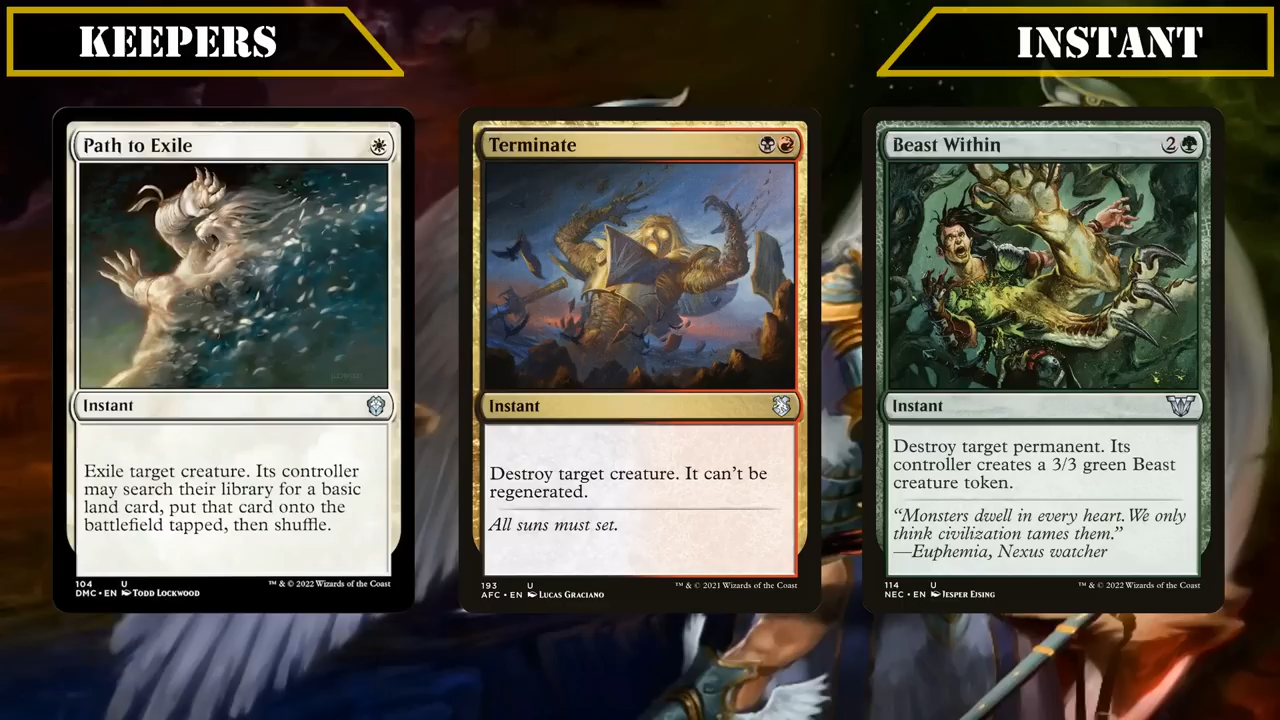 KEEPERS
INSTANT
Path to Exile
Instant
Exile target creature. Its controller
may search their library for a basic
land card, put that card onto the
battlefield tapped, then shuffle.
104 U
DMC • EN Todd Lockwood
™ & © 2022 Wizards of the Coast
Terminate
Instant
Destroy target creature. It can't be
regenerated.
All suns must set.
193 U
AFC • EN Lucas Graciano
™ & © 2021 Wizards of the Coast
Beast Within
2
Instant
Destroy target permanent. Its
controller creates a 3/3 green Beast
creature token.
“Monsters dwell in every heart. We only
think civilization tames them.”
—Euphemia, Nexus watcher
114 U
NEC • EN Jesper Ejsing
™ & © 2022 Wizards of the Coast